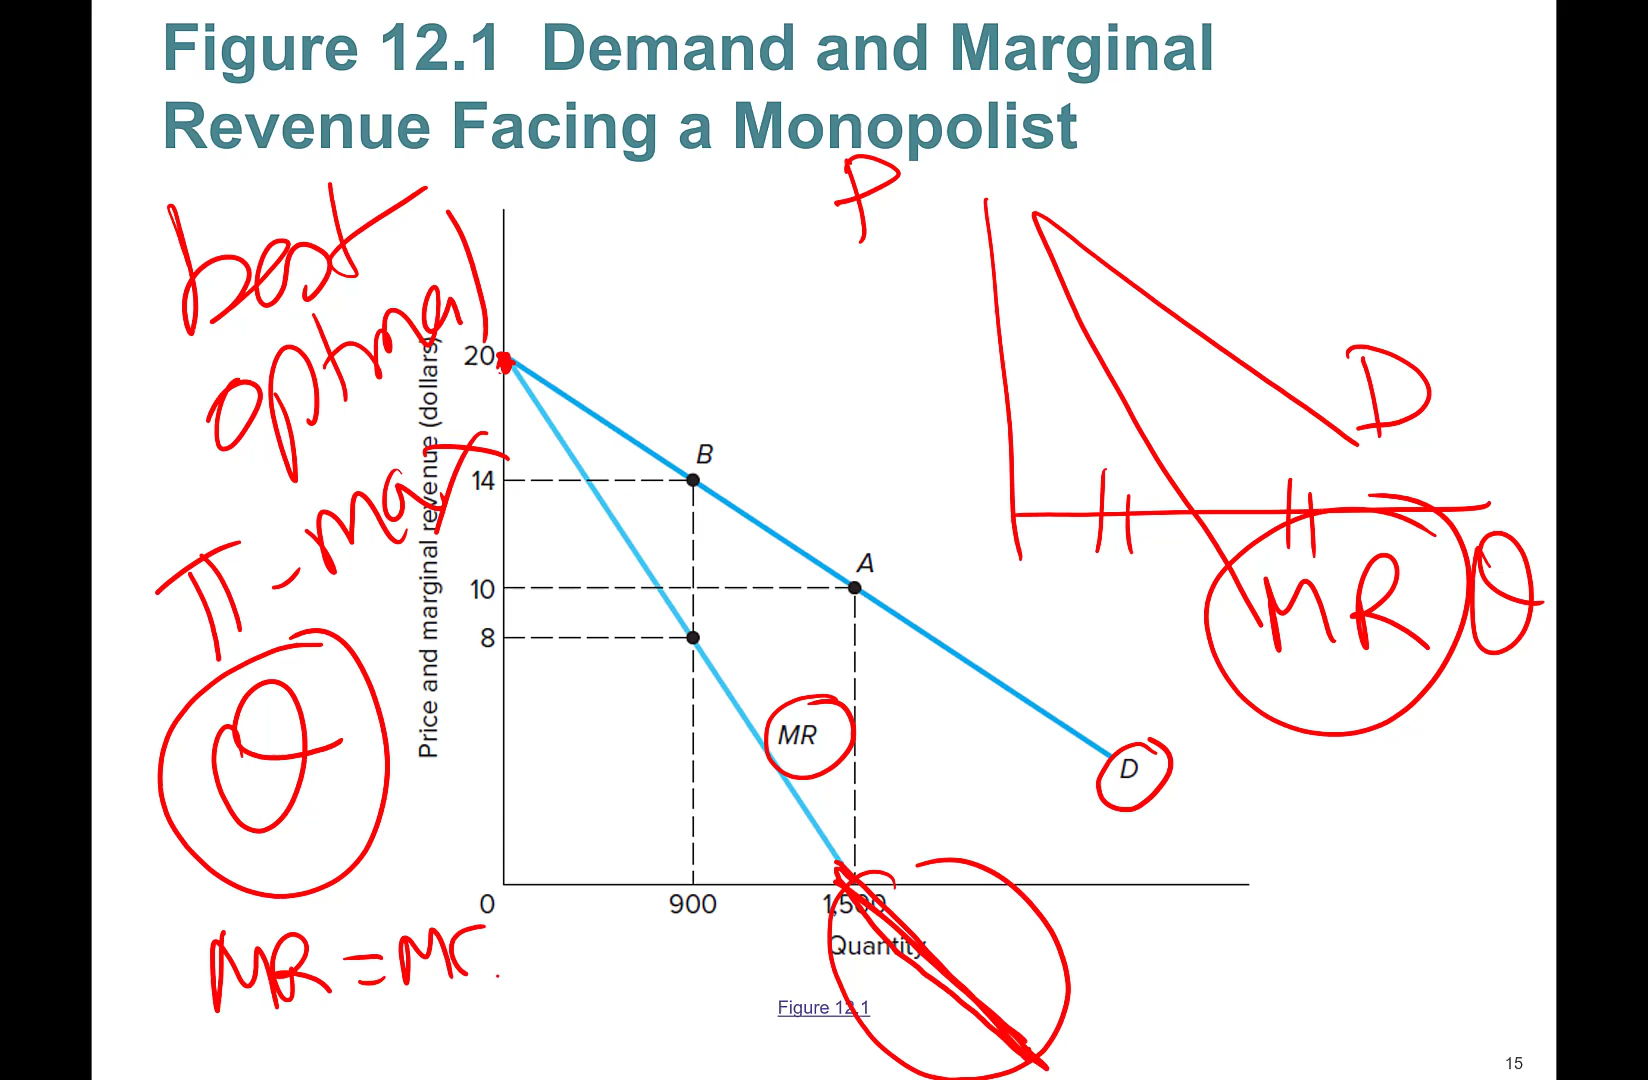 Figure 12.1 Demand and Marginal
Revenue Facing a Monopolist
best
optimal
P
D
Price and marginal revenue (dollars)
20
14
10
8
B
A
MR
D
π-max
Q
MR
Q
0
900
1,500
Quantity
MR = MC
Figure 12.1
15